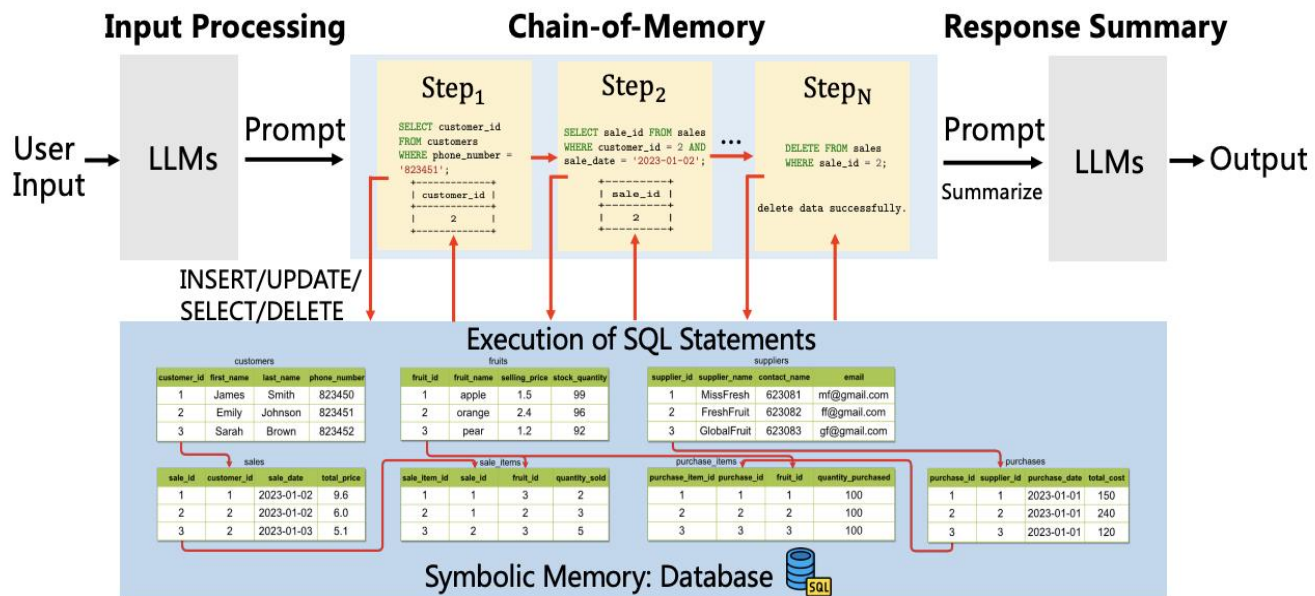 Input Processing
Chain-of-Memory
Response Summary
User
Input
LLMs
Prompt
Step1
SELECT customer_id
FROM customers
WHERE phone_number =
'823451';
+-------------+
| customer_id |
+-------------+
| 2 |
+-------------+
Step2
SELECT sale_id FROM sales
WHERE customer_id = 2 AND
sale_date = '2023-01-02';
+---------+
| sale_id |
+---------+
| 2 |
+---------+
...
StepN
DELETE FROM sales
WHERE sale_id = 2;
delete data successfully.
Prompt
Summarize
LLMs
Output
INSERT/UPDATE/
SELECT/DELETE
Execution of SQL Statements
customers
customer_id first_name last_name phone_number
1 James Smith 823450
2 Emily Johnson 823451
3 Sarah Brown 823452
fruits
fruit_id fruit_name selling_price stock_quantity
1 apple 1.5 99
2 orange 2.4 96
3 pear 1.2 92
suppliers
supplier_id supplier_name contact_name email
1 MissFresh 623081 mf@gmail.com
2 FreshFruit 623082 ff@gmail.com
3 GlobalFruit 623083 gf@gmail.com
sales
sale_id customer_id sale_date total_price
1 1 2023-01-02 9.6
2 2 2023-01-02 6.0
3 2 2023-01-03 5.1
sale_items
sale_item_id sale_id fruit_id quantity_sold
1 1 3 2
2 1 2 3
3 2 3 5
purchase_items
purchase_item_id purchase_id fruit_id quantity_purchased
1 1 1 100
2 2 2 100
3 3 3 100
purchases
purchase_id supplier_id purchase_date total_cost
1 1 2023-01-01 150
2 2 2023-01-01 240
3 3 2023-01-01 120
Symbolic Memory: Database
SQL